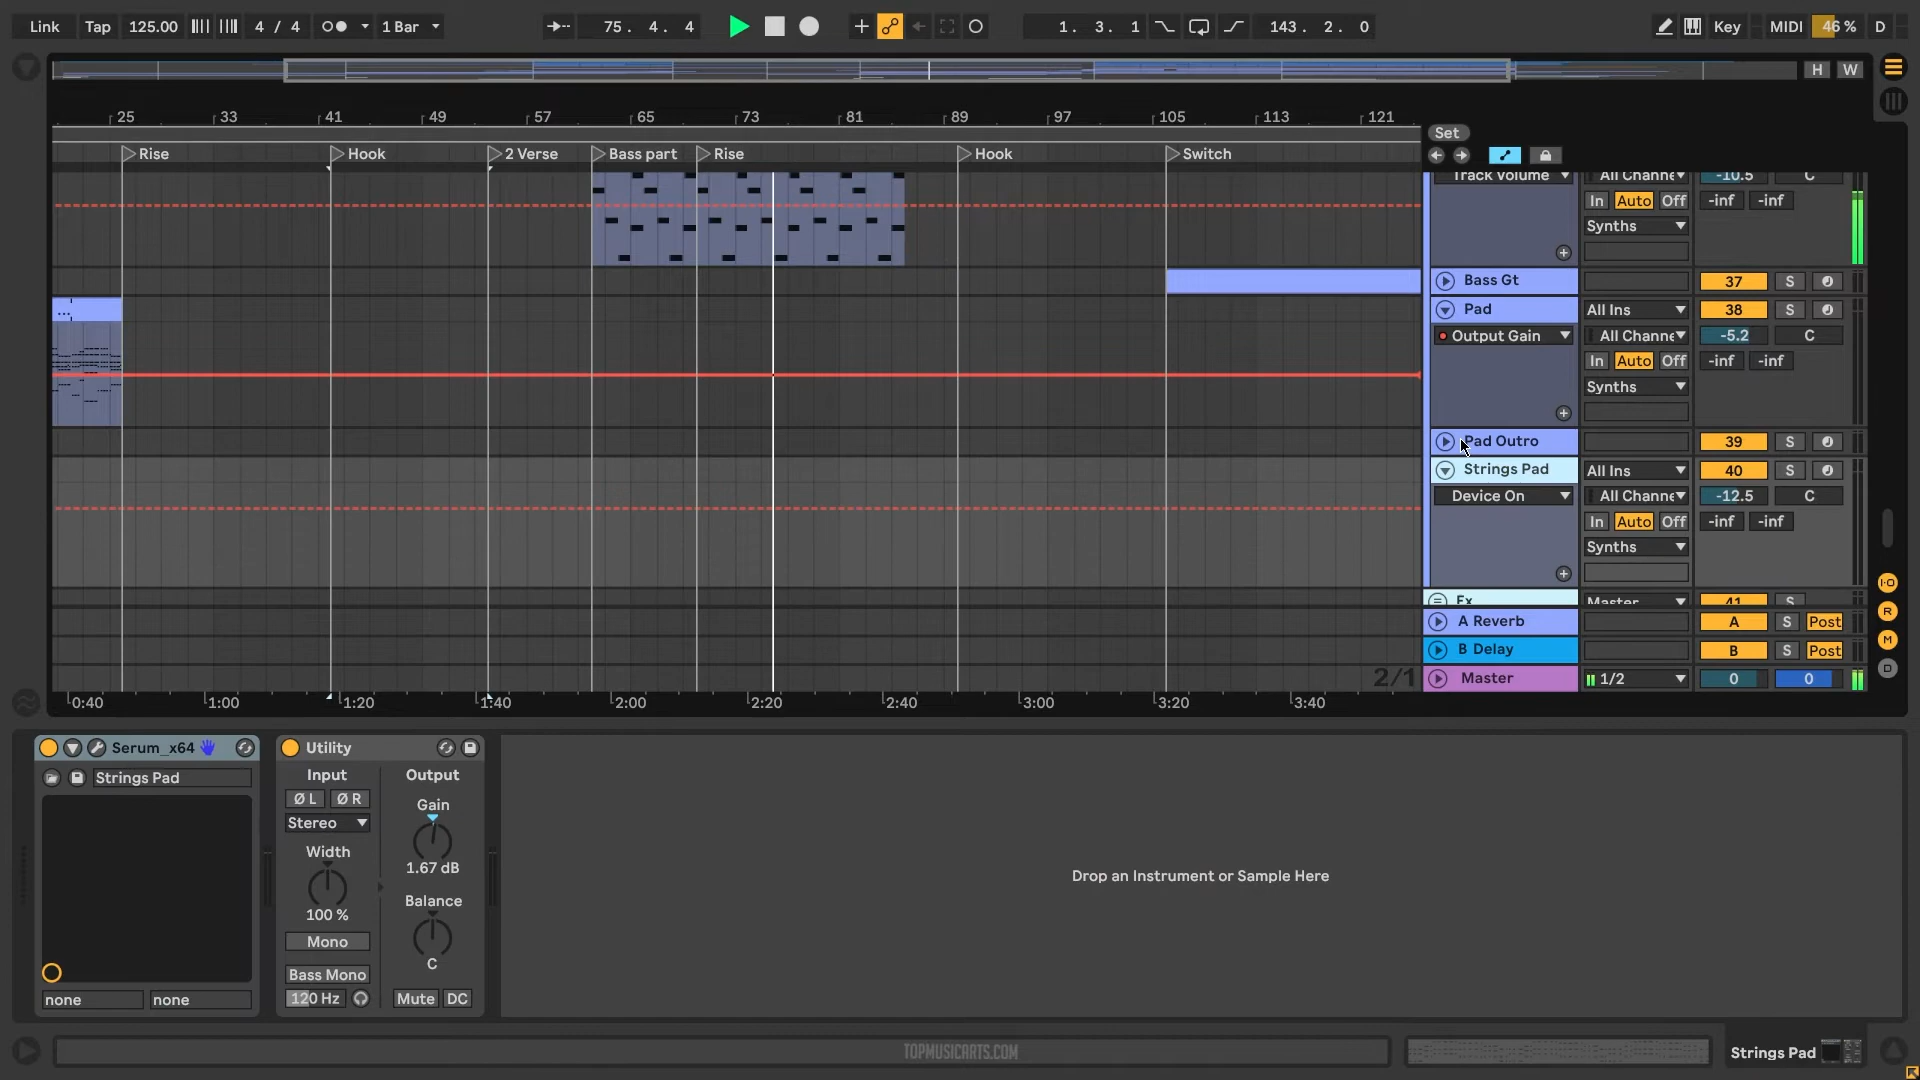 Link Tap 125.00 4 / 4 1 Bar 75. 4. 4 1. 3. 1 143. 2. 0 Key MIDI 46 % D
H W
25 33 41 49 57 65 73 81 89 97 105 113 121
Set
Rise Hook 2 Verse Bass part Rise Hook Switch
Track Volume All Channe -10.5 C
In Auto Off -inf -inf
Synths
Bass Gt 37 S
Pad All Ins 38 S
Output Gain All Channe -5.2 C
In Auto Off -inf -inf
Synths
Pad Outro 39 S
Strings Pad All Ins 40 S
Device On All Channe -12.5 C
In Auto Off -inf -inf
Synths
Fx Master 41 S
A Reverb A S Post
B Delay B S Post
2/1 Master 1/2 0 0
I·O
R
M
D
0:40 1:00 1:20 1:40 2:00 2:20 2:40 3:00 3:20 3:40
Serum_x64
Strings Pad
none none
Utility
Input Output
Ø L Ø R
Gain
Stereo
1.67 dB
Width
100 %
Balance
C
Mono
Bass Mono
120 Hz Mute DC
Drop an Instrument or Sample Here
TOPMUSICARTS.COM
Strings Pad